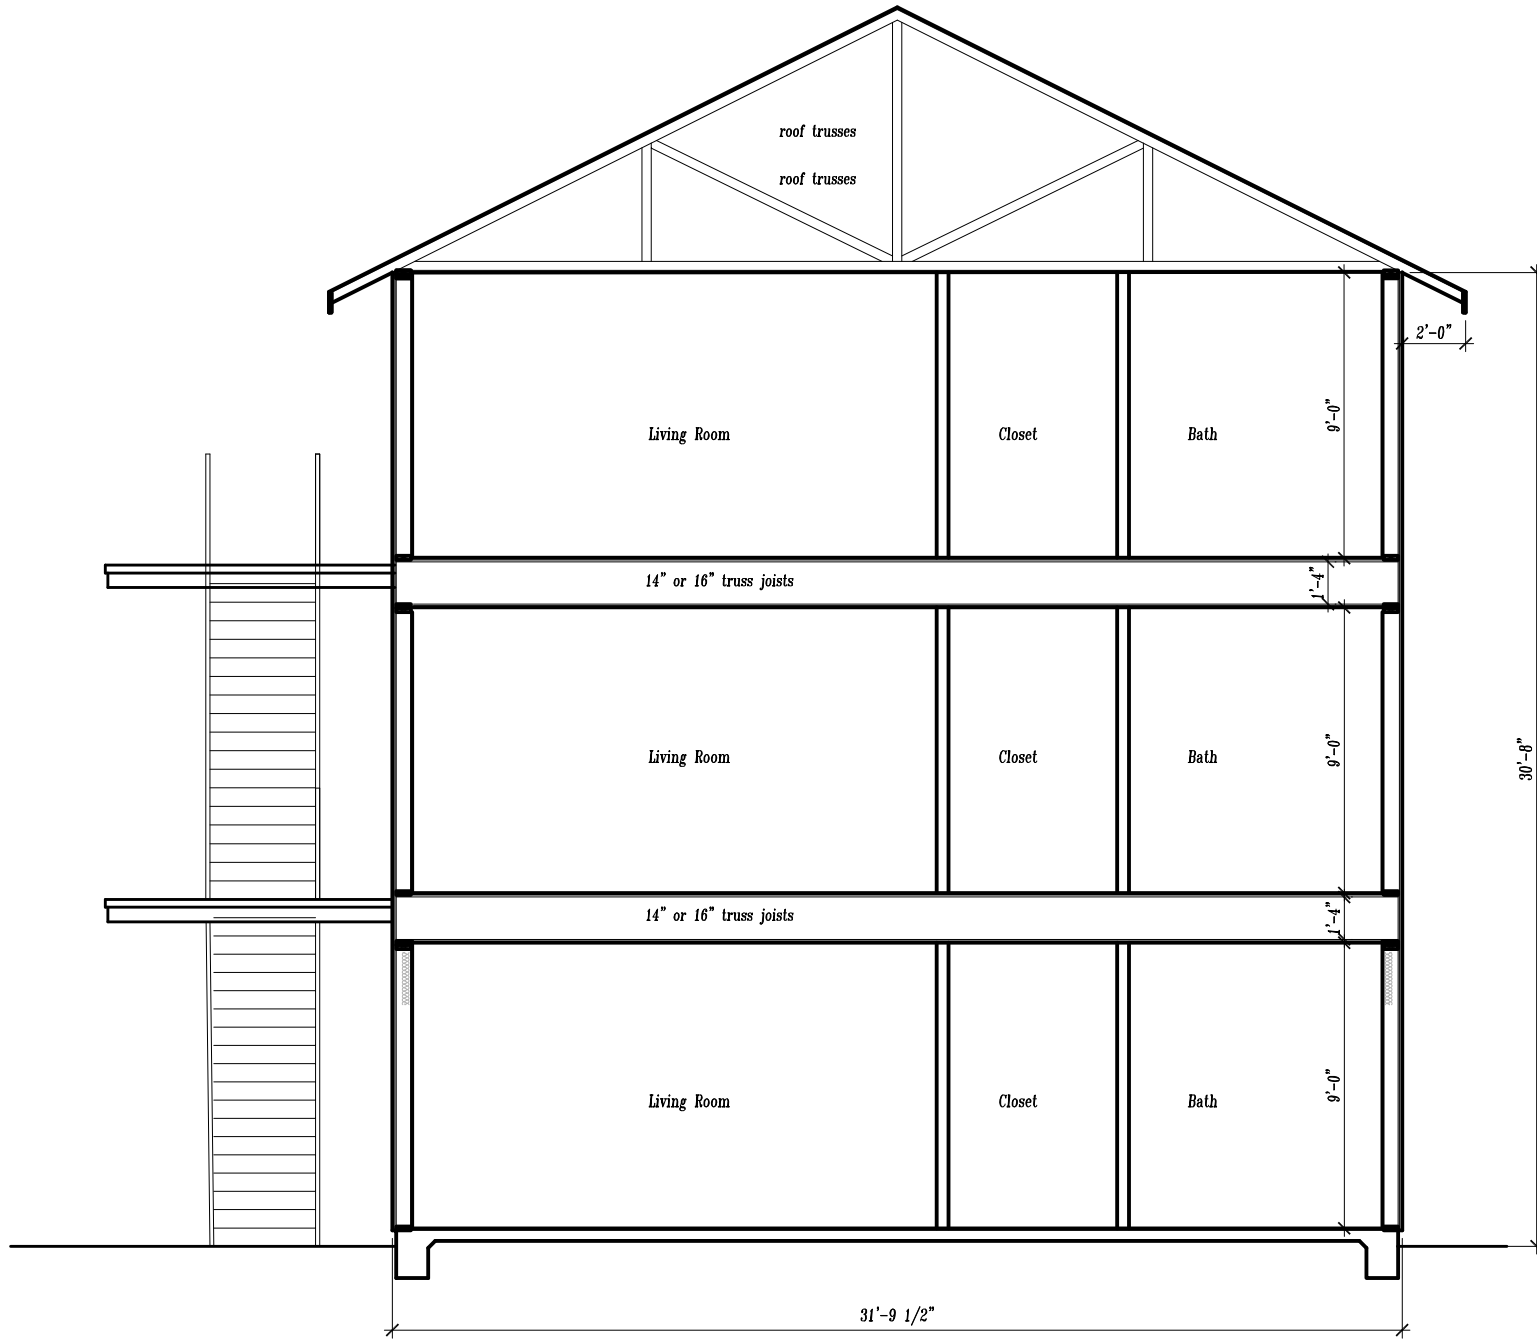 roof trusses
roof trusses
2'-0"
9'-0"
Living Room
Closet
Bath
14" or 16" truss joists
1'-4"
Living Room
Closet
Bath
9'-0"
30'-8"
14" or 16" truss joists
1'-4"
9'-0"
Living Room
Closet
Bath
31'-9 1/2"